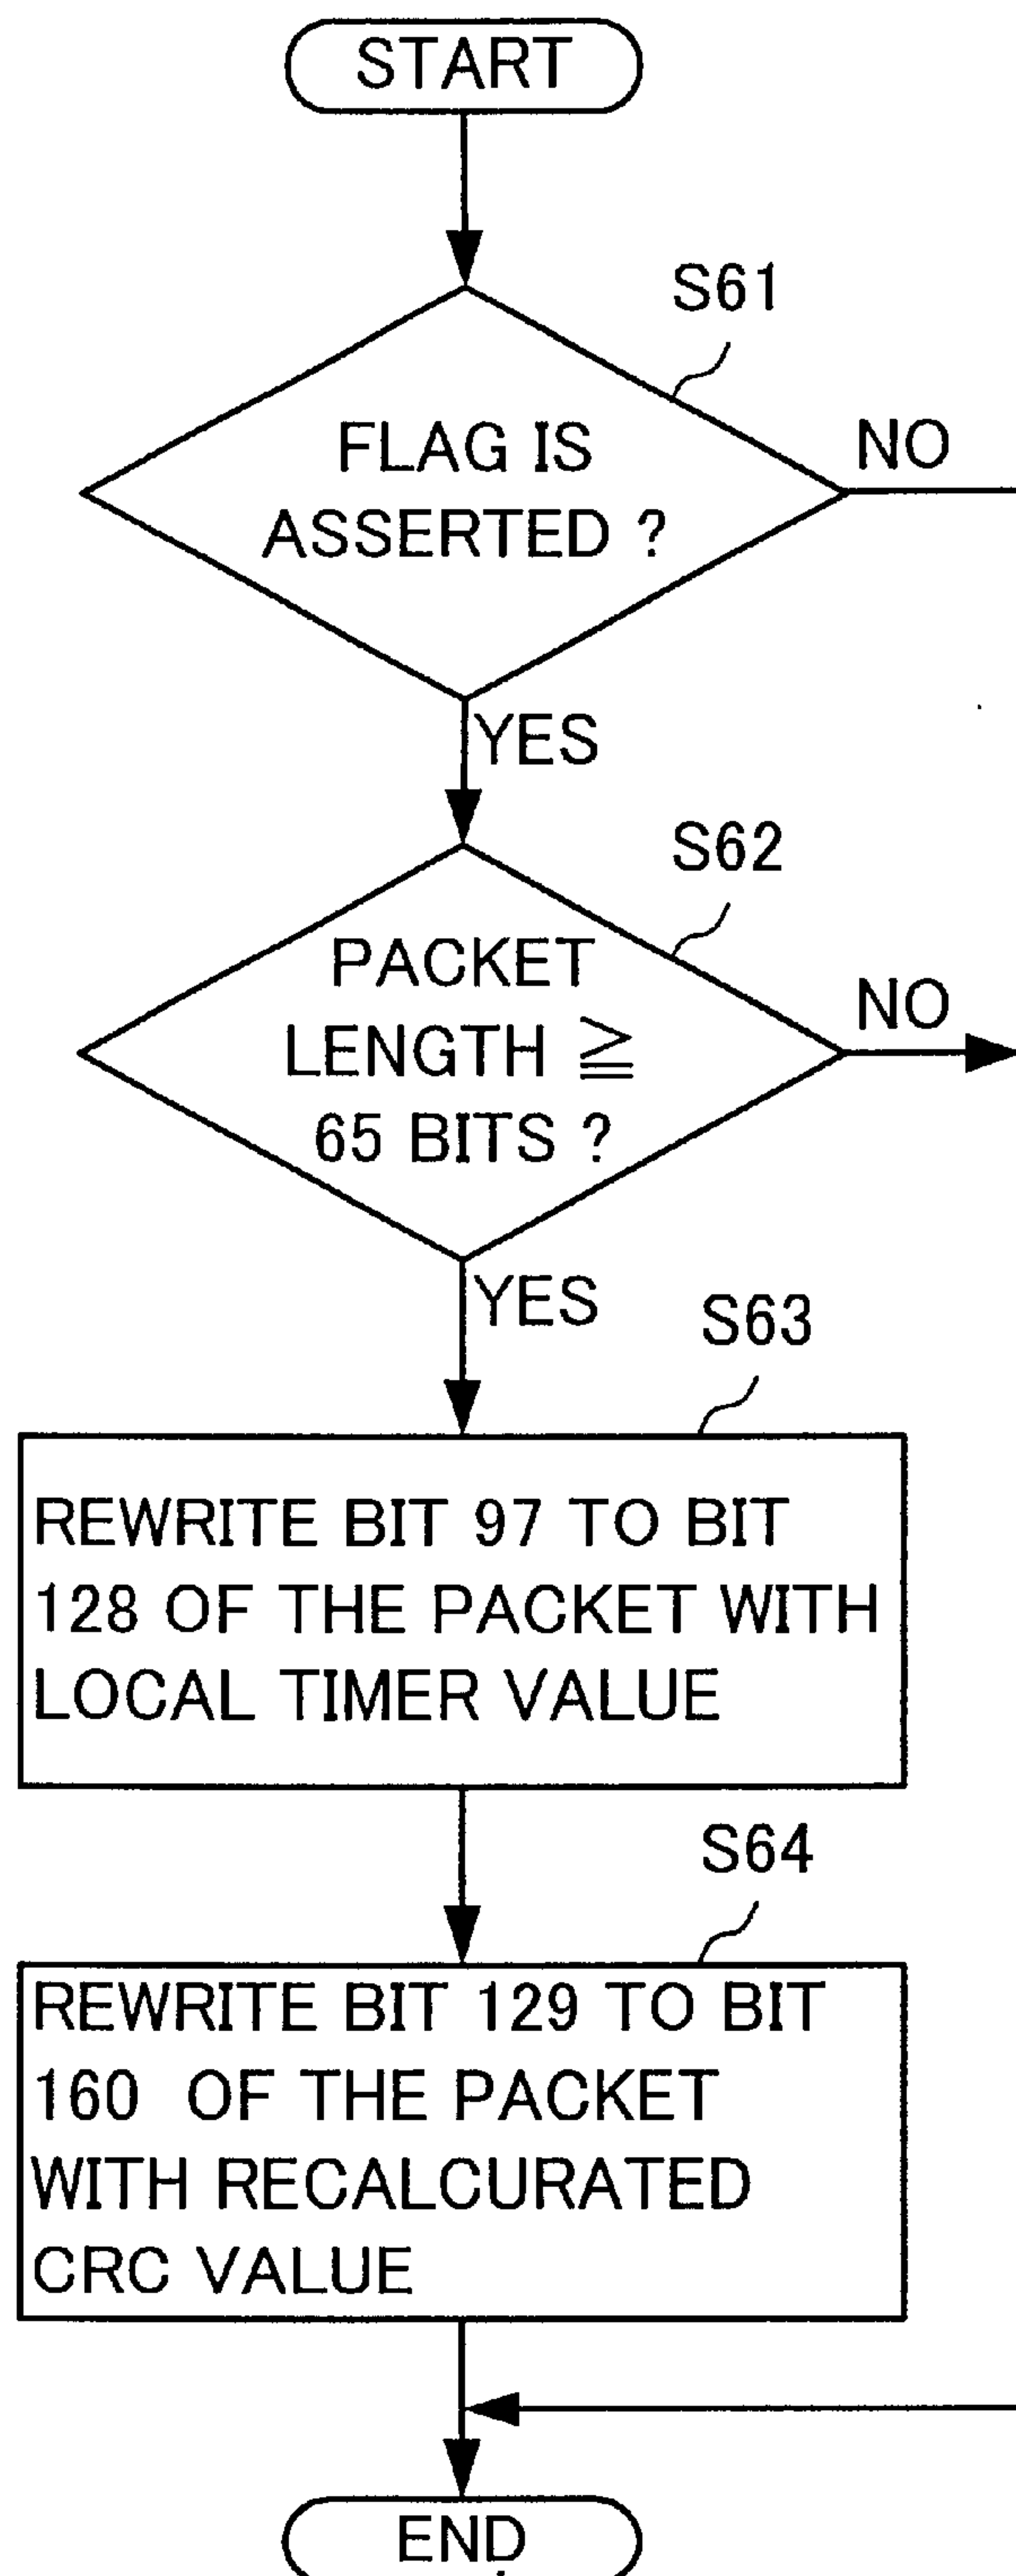 START
S61
FLAG IS
ASSERTED ?
NO
YES
S62
PACKET
LENGTH ≧
65 BITS ?
NO
YES
S63
REWRITE BIT 97 TO BIT
128 OF THE PACKET WITH
LOCAL TIMER VALUE
S64
REWRITE BIT 129 TO BIT
160 OF THE PACKET
WITH RECALCURATED
CRC VALUE
END